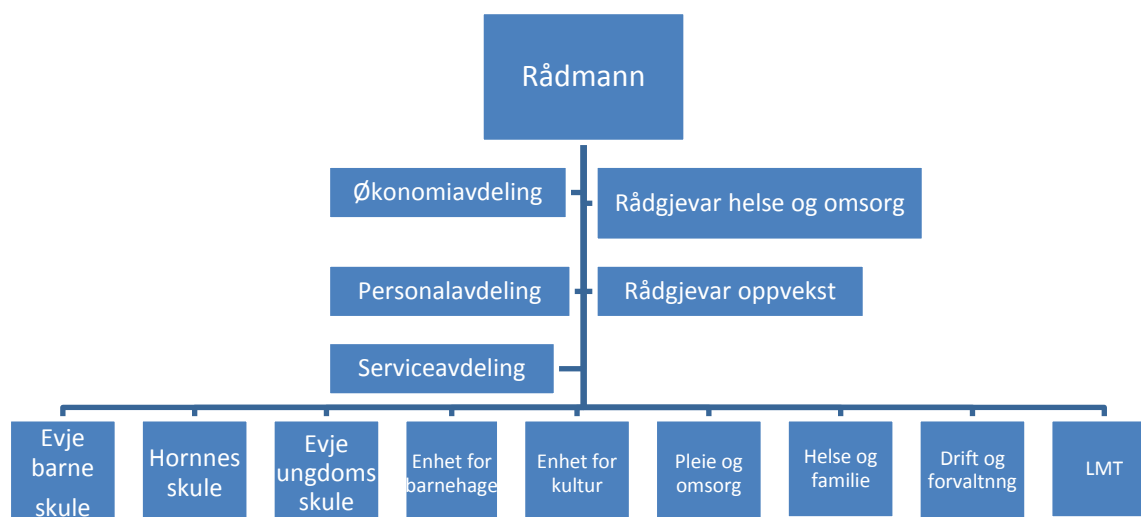 Rådmann
Økonomiavdeling
Rådgjevar helse og omsorg
Personalavdeling
Rådgjevar oppvekst
Serviceavdeling
Evje
barne
skule
Hornnes
skule
Evje
ungdoms
skule
Enhet for
barnehage
Enhet for
kultur
Pleie og
omsorg
Helse og
familie
Drift og
forvaltnng
LMT